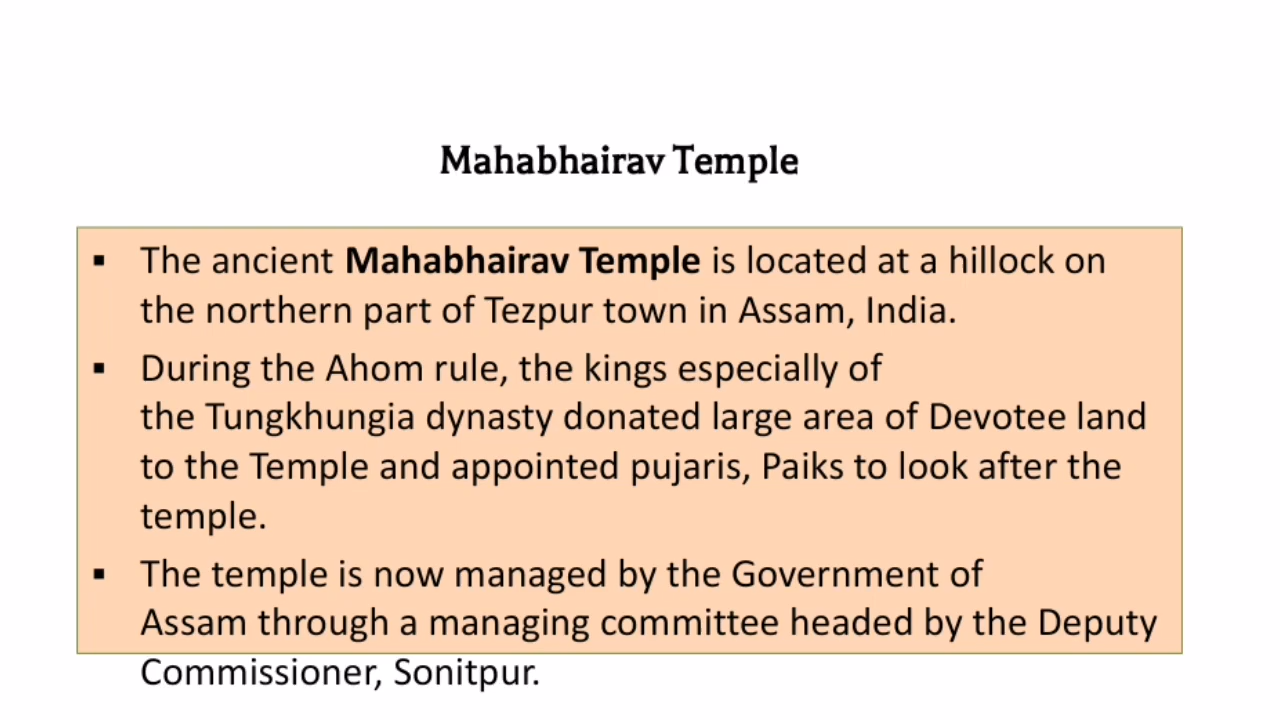 Mahabhairav Temple
▪ The ancient Mahabhairav Temple is located at a hillock on
the northern part of Tezpur town in Assam, India.
▪ During the Ahom rule, the kings especially of
the Tungkhungia dynasty donated large area of Devotee land
to the Temple and appointed pujaris, Paiks to look after the
temple.
▪ The temple is now managed by the Government of
Assam through a managing committee headed by the Deputy
Commissioner, Sonitpur.